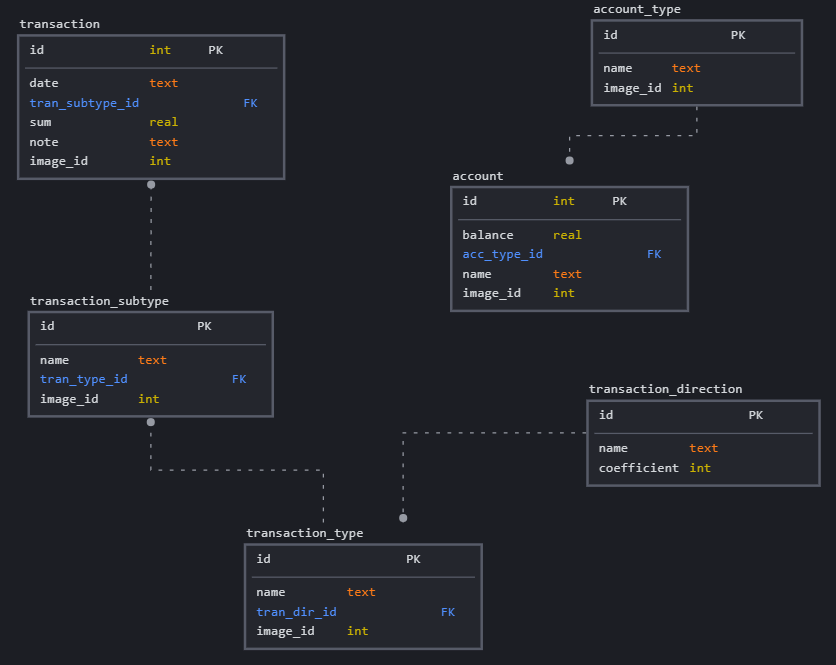 transaction
id int PK
date text
tran_subtype_id FK
sum real
note text
image_id int
account_type
id PK
name text
image_id int
account
id int PK
balance real
acc_type_id FK
name text
image_id int
transaction_subtype
id PK
name text
tran_type_id FK
image_id int
transaction_direction
id PK
name text
coefficient int
transaction_type
id PK
name text
tran_dir_id FK
image_id int